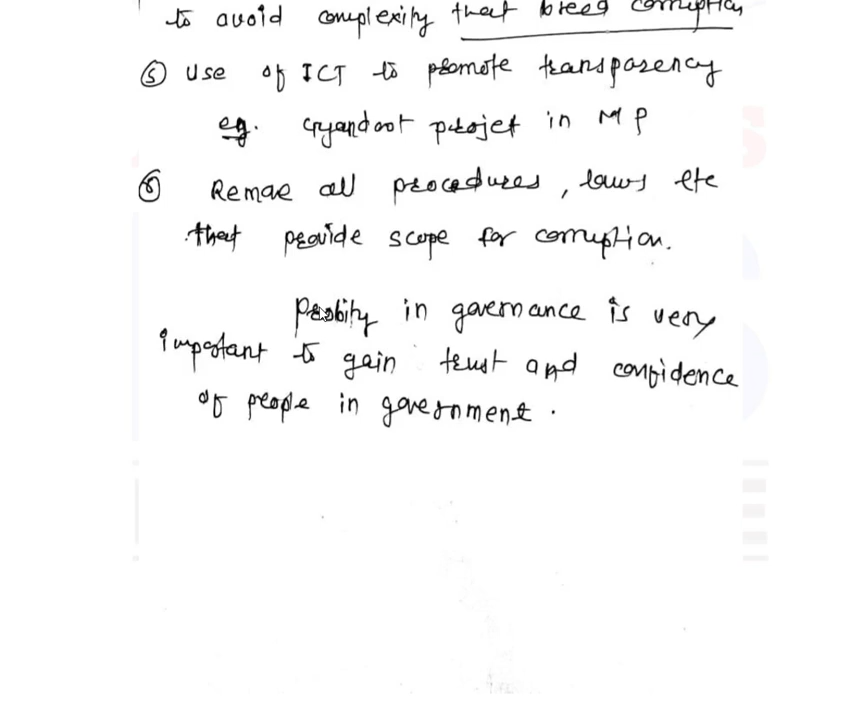 to avoid complexity that breed corruption
⑤ Use of ICT to promote transparency
eg. Gyandoot projet in MP
⑥ Remae all procedures, laws etc
that provide scope for corruption.
Probity in governance is very
important to gain trust and confidence
of people in government.